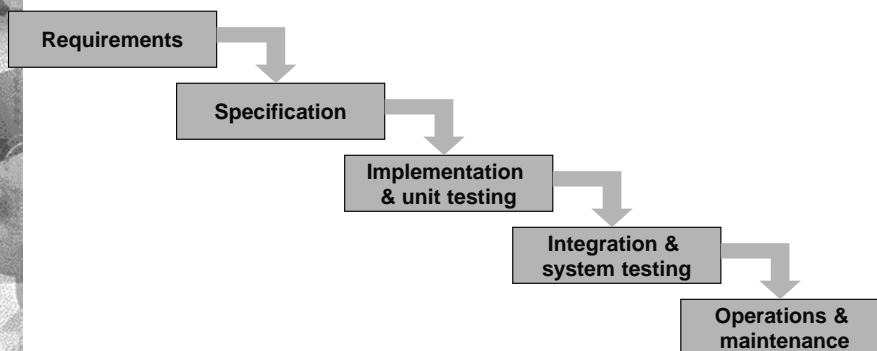 Requirements
Specification
Implementation
& unit testing
Integration &
system testing
Operations &
maintenance